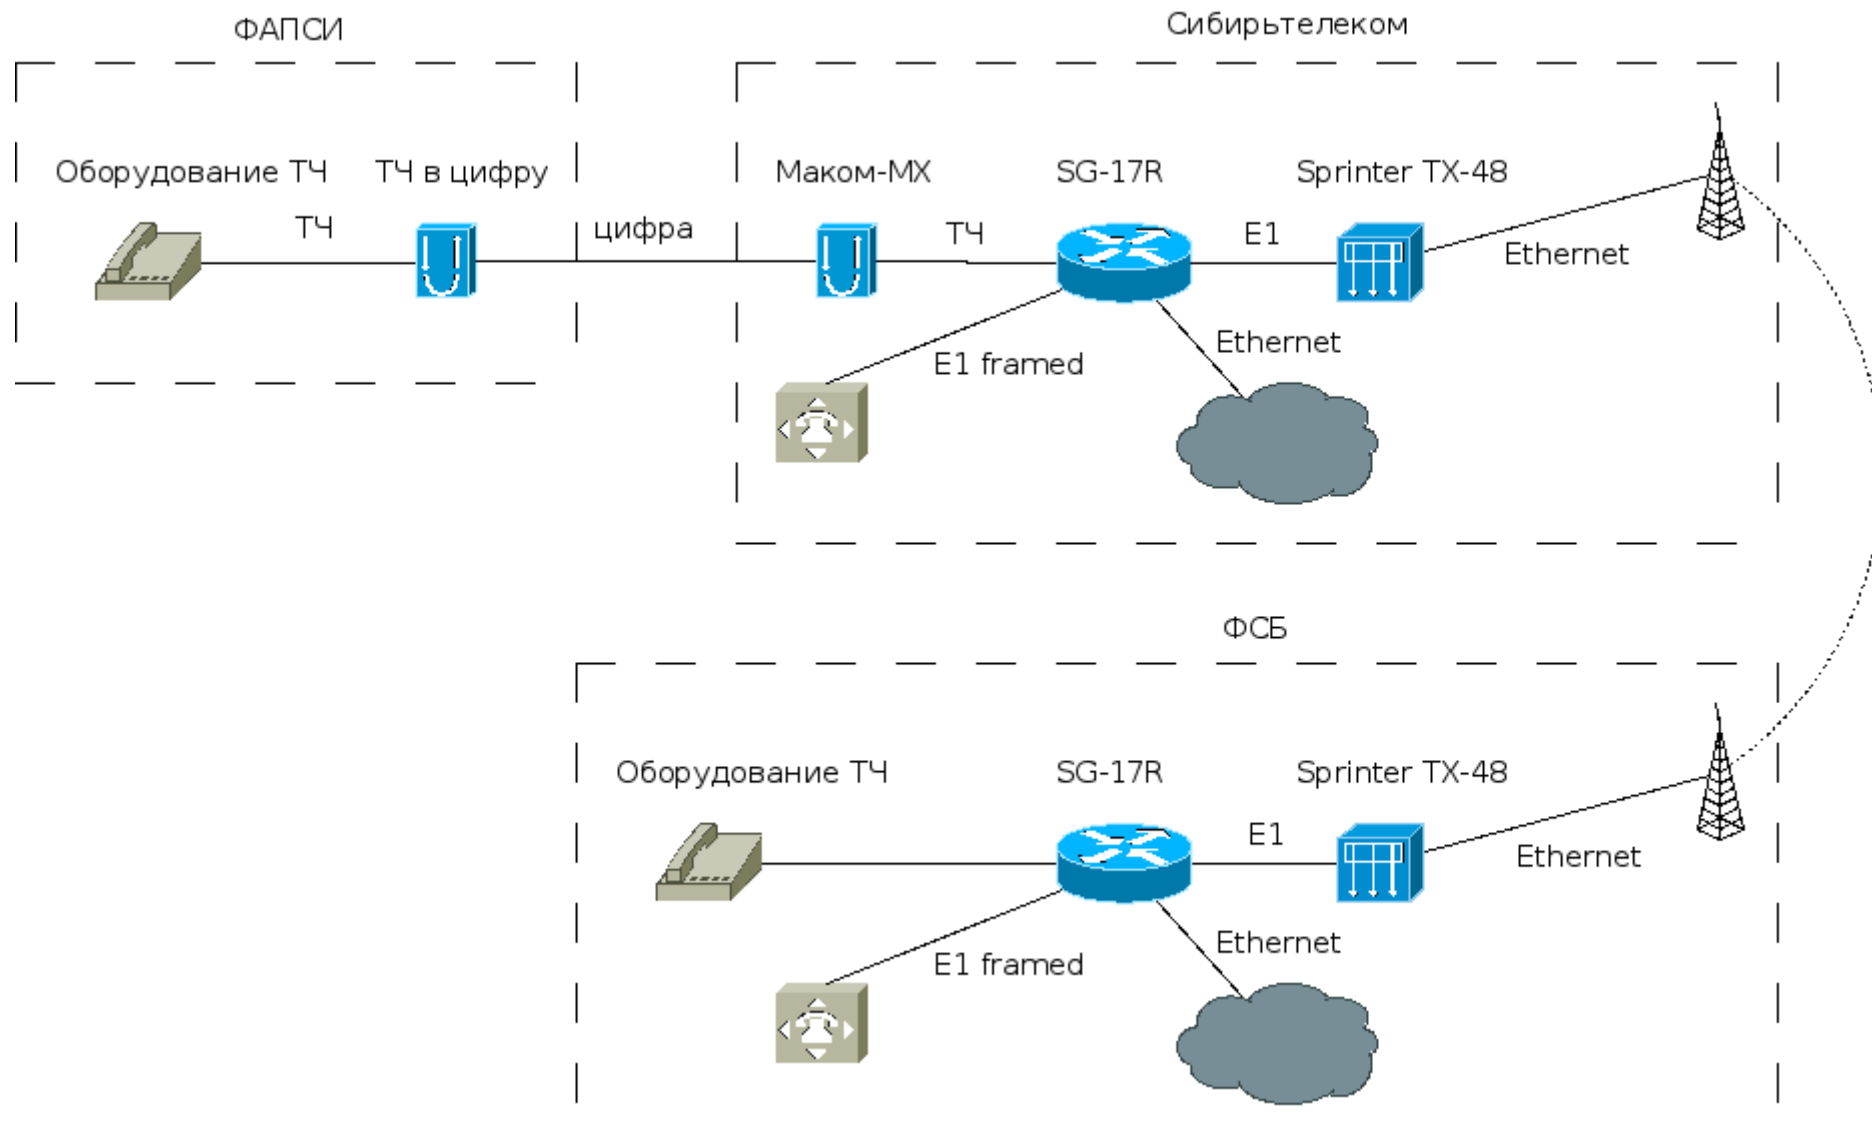 ФАПСИ
Сибирьтелеком
Оборудование ТЧ
ТЧ в цифру
Маком-MX
SG-17R
Sprinter TX-48
ТЧ
цифра
ТЧ
E1
Ethernet
Ethernet
E1 framed
ФСБ
Оборудование ТЧ
SG-17R
Sprinter TX-48
E1
Ethernet
Ethernet
E1 framed